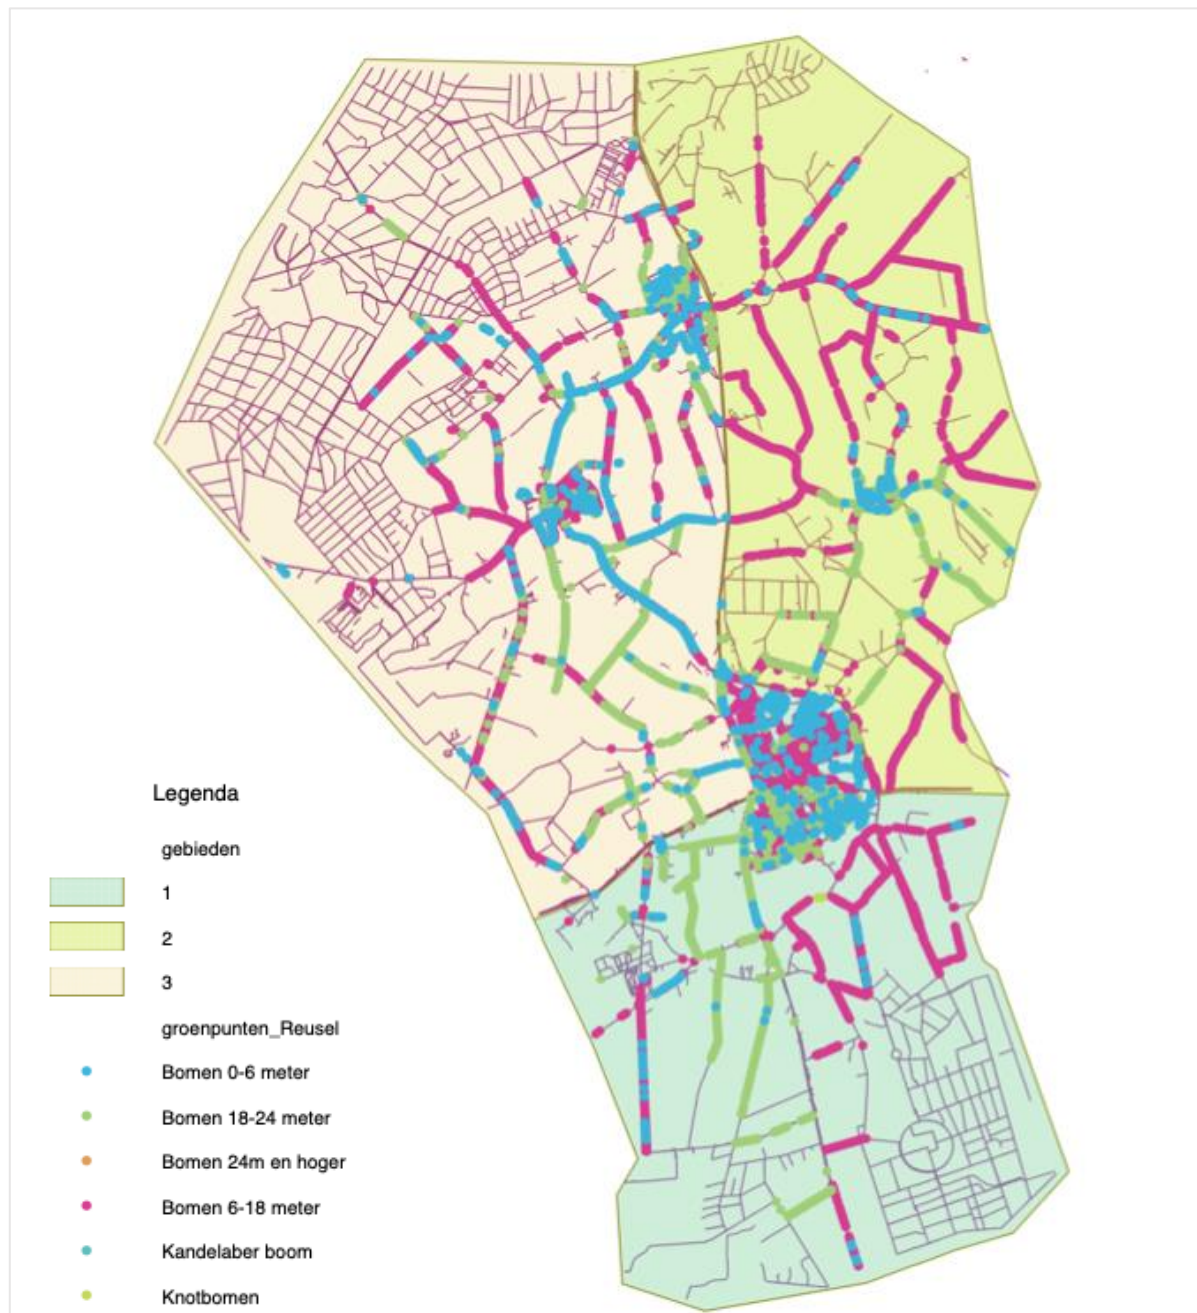 Legenda
gebieden
1
2
3
groenpunten_Reusel
Bomen 0-6 meter
Bomen 18-24 meter
Bomen 24m en hoger
Bomen 6-18 meter
Kandelaber boom
Knotbomen